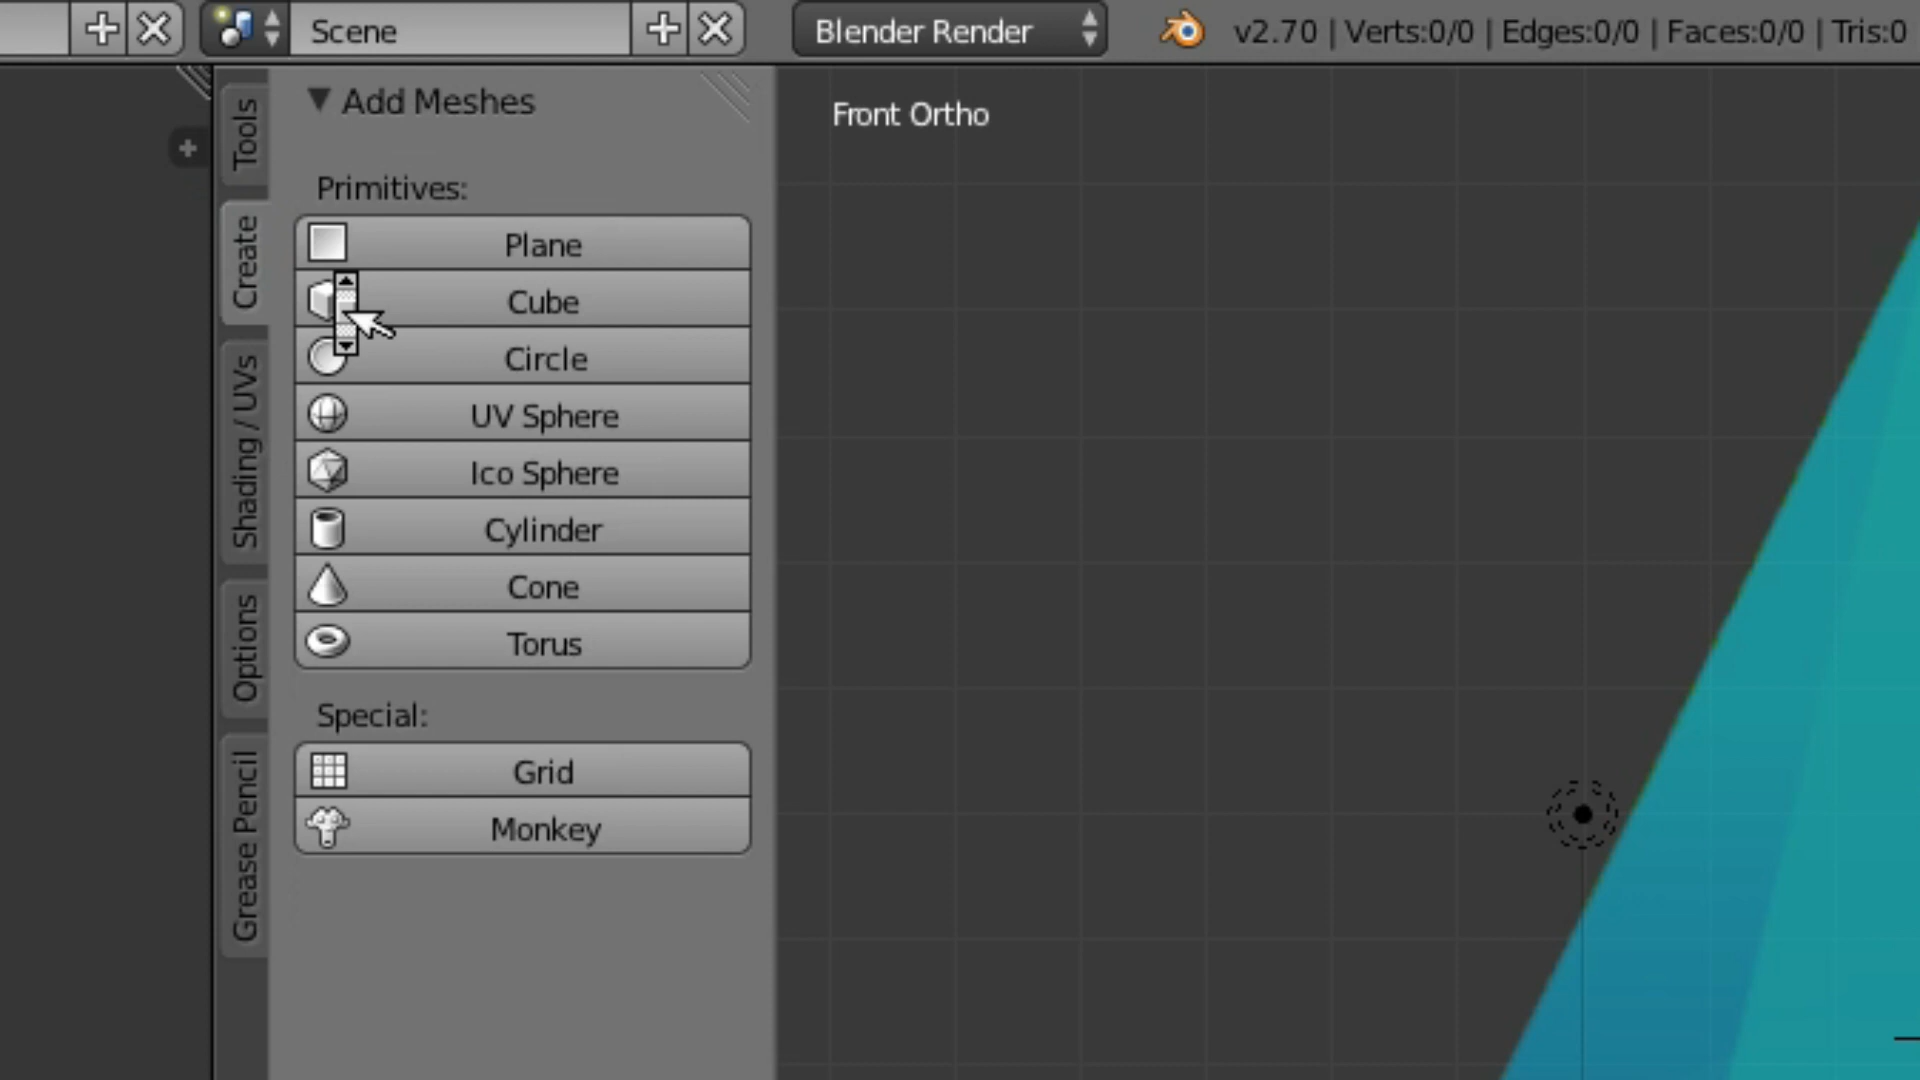 Scene
Blender Render
v2.70 | Verts:0/0 | Edges:0/0 | Faces:0/0 | Tris:0
Tools
Create
Shading / UVs
Options
Grease Pencil
Add Meshes
Primitives:
Plane
Cube
Circle
UV Sphere
Ico Sphere
Cylinder
Cone
Torus
Special:
Grid
Monkey
Front Ortho